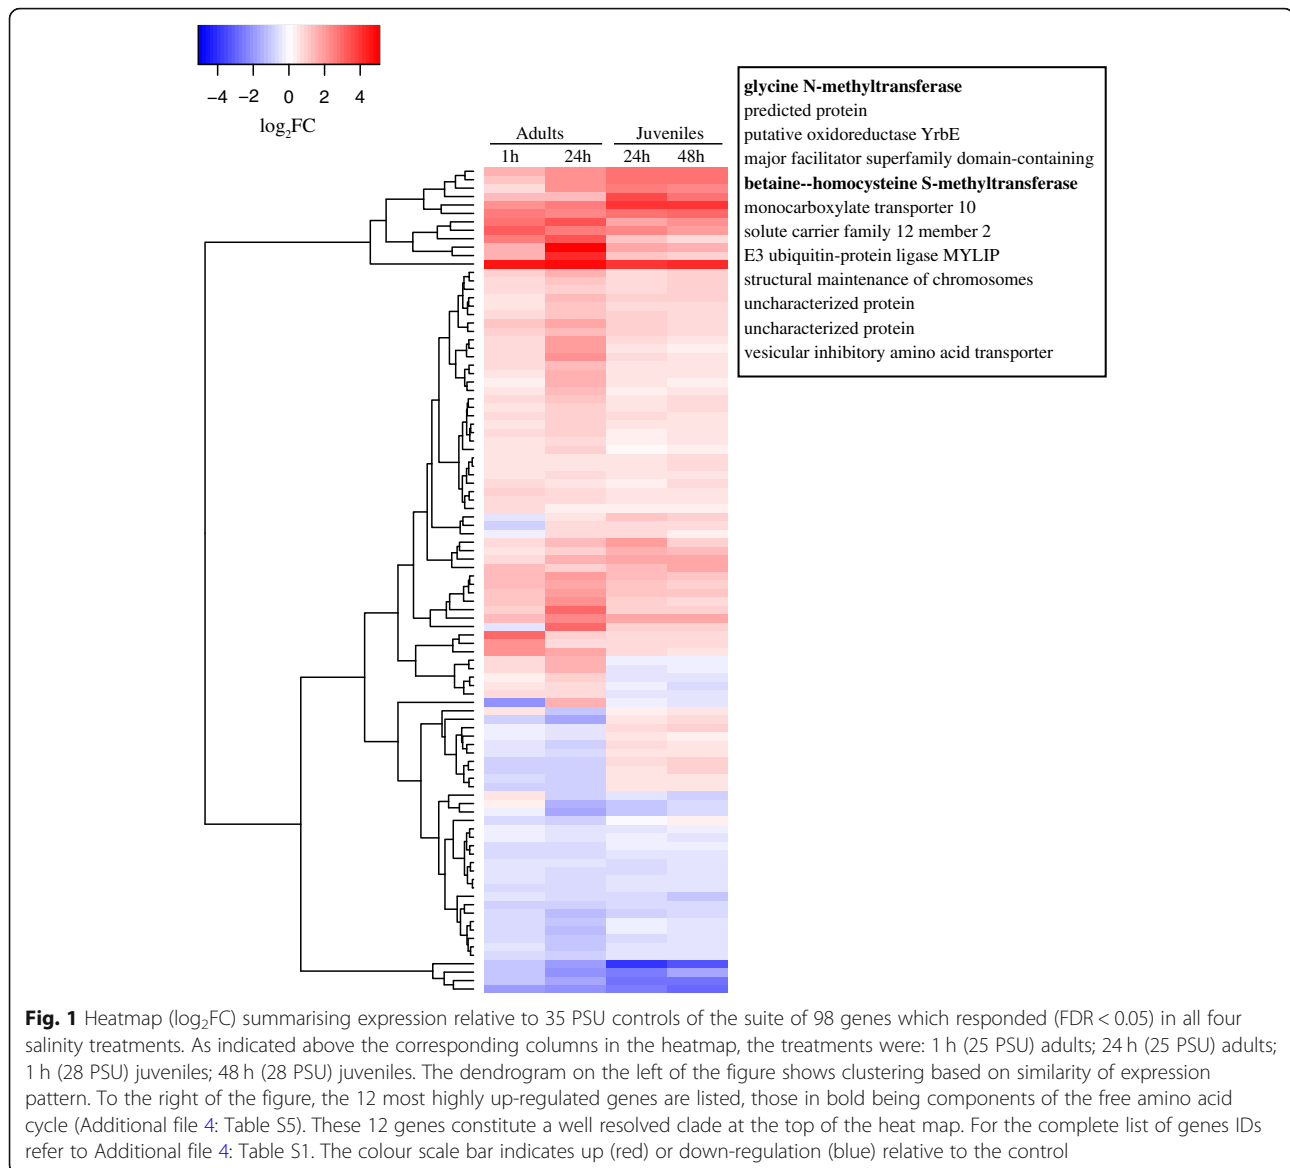 −4 −2 0 2 4
log2FC
Adults Juveniles
1h 24h 24h 48h
glycine N-methyltransferase
predicted protein
putative oxidoreductase YrbE
major facilitator superfamily domain-containing
betaine--homocysteine S-methyltransferase
monocarboxylate transporter 10
solute carrier family 12 member 2
E3 ubiquitin-protein ligase MYLIP
structural maintenance of chromosomes
uncharacterized protein
uncharacterized protein
vesicular inhibitory amino acid transporter
Fig. 1 Heatmap (log2FC) summarising expression relative to 35 PSU controls of the suite of 98 genes which responded (FDR < 0.05) in all four
salinity treatments. As indicated above the corresponding columns in the heatmap, the treatments were: 1 h (25 PSU) adults; 24 h (25 PSU) adults;
1 h (28 PSU) juveniles; 48 h (28 PSU) juveniles. The dendrogram on the left of the figure shows clustering based on similarity of expression
pattern. To the right of the figure, the 12 most highly up-regulated genes are listed, those in bold being components of the free amino acid
cycle (Additional file 4: Table S5). These 12 genes constitute a well resolved clade at the top of the heat map. For the complete list of genes IDs
refer to Additional file 4: Table S1. The colour scale bar indicates up (red) or down-regulation (blue) relative to the control